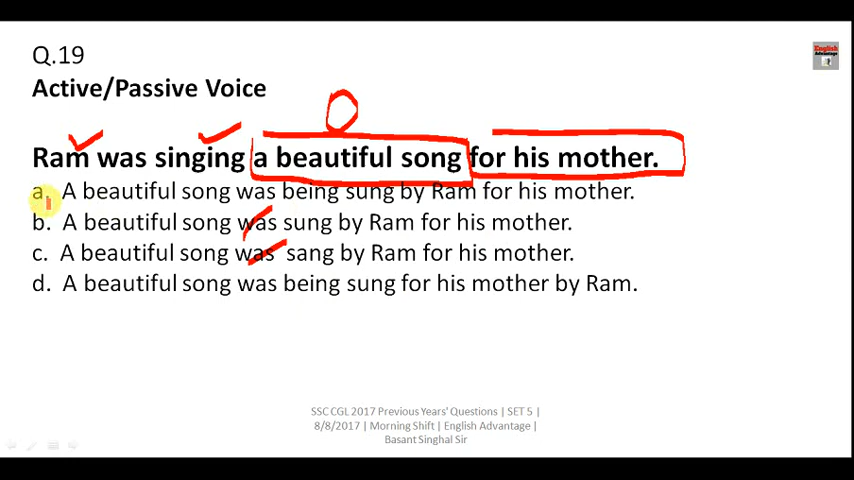 Q.19
English
Advantage
Active/Passive Voice
O
Ram was singing a beautiful song for his mother.
a. A beautiful song was being sung by Ram for his mother.
b. A beautiful song was sung by Ram for his mother.
c. A beautiful song was sang by Ram for his mother.
d. A beautiful song was being sung for his mother by Ram.
SSC CGL 2017 Previous Years' Questions | SET 5 |
8/8/2017 | Morning Shift | English Advantage |
Basant Singhal Sir